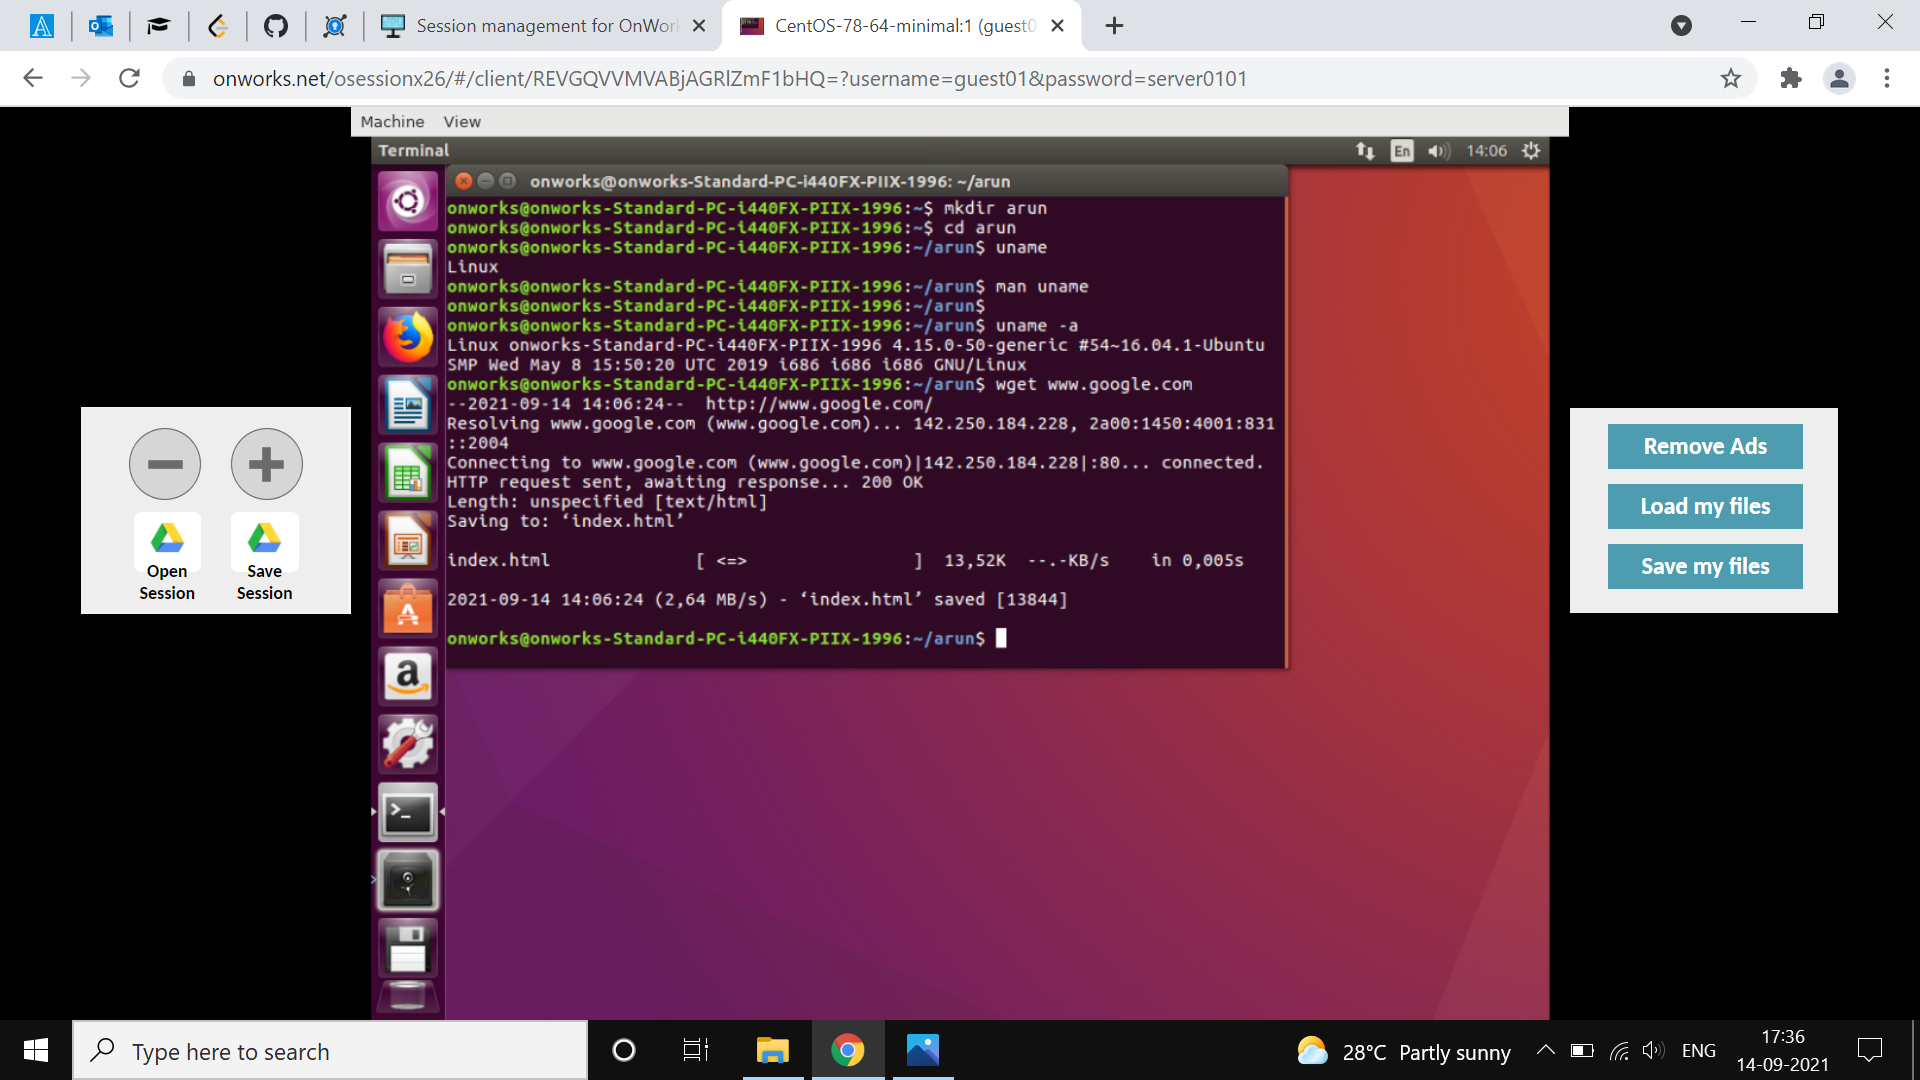 Session management for OnWor
CentOS-78-64-minimal:1 (guest0
onworks.net/osessionx26/#/client/REVGQVVMVABjAGRlZmF1bHQ=?username=guest01&password=server0101
Machine View
Terminal
En
14:06
onworks@onworks-Standard-PC-i440FX-PIIX-1996: ~/arun
onworks@onworks-Standard-PC-i440FX-PIIX-1996:~$ mkdir arun
onworks@onworks-Standard-PC-i440FX-PIIX-1996:~$ cd arun
onworks@onworks-Standard-PC-i440FX-PIIX-1996:~/arun$ uname
Linux
onworks@onworks-Standard-PC-i440FX-PIIX-1996:~/arun$ man uname
onworks@onworks-Standard-PC-i440FX-PIIX-1996:~/arun$
onworks@onworks-Standard-PC-i440FX-PIIX-1996:~/arun$ uname -a
Linux onworks-Standard-PC-i440FX-PIIX-1996 4.15.0-50-generic #54~16.04.1-Ubuntu
SMP Wed May 8 15:50:20 UTC 2019 i686 i686 i686 GNU/Linux
onworks@onworks-Standard-PC-i440FX-PIIX-1996:~/arun$ wget www.google.com
--2021-09-14 14:06:24--  http://www.google.com/
Resolving www.google.com (www.google.com)... 142.250.184.228, 2a00:1450:4001:831
::2004
Connecting to www.google.com (www.google.com)|142.250.184.228|:80... connected.
HTTP request sent, awaiting response... 200 OK
Length: unspecified [text/html]
Saving to: ‘index.html’
index.html [ <=> ] 13,52K --.-KB/s in 0,005s
2021-09-14 14:06:24 (2,64 MB/s) - ‘index.html’ saved [13844]
onworks@onworks-Standard-PC-i440FX-PIIX-1996:~/arun$
Open
Session
Save
Session
Remove Ads
Load my files
Save my files
Type here to search
28°C Partly sunny
ENG
17:36
14-09-2021